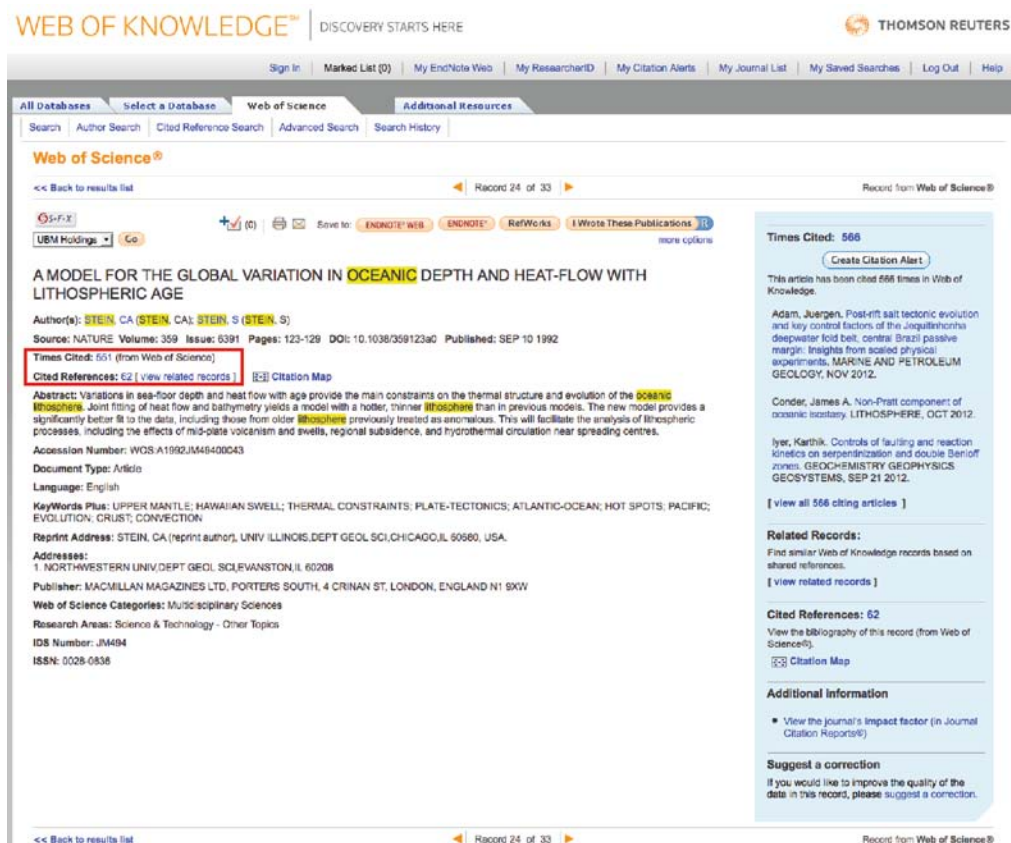 WEB OF KNOWLEDGE℠ | DISCOVERY STARTS HERE
THOMSON REUTERS
Sign In | Marked List (0) | My EndNote Web | My ResearcherID | My Citation Alerts | My Journal List | My Saved Searches | Log Out | Help
All Databases Select a Database Web of Science Additional Resources
Search | Author Search | Cited Reference Search | Advanced Search | Search History
Web of Science®
<< Back to results list
Record 24 of 33
Record from Web of Science®
S-F-X
(0) | Save to: ENDNOTE WEB ENDNOTE RefWorks I Wrote These Publications R
UBM Holdings Go
more options
A MODEL FOR THE GLOBAL VARIATION IN OCEANIC DEPTH AND HEAT-FLOW WITH
LITHOSPHERIC AGE
Author(s): STEIN, CA (STEIN, CA); STEIN, S (STEIN, S)
Source: NATURE Volume: 359 Issue: 6391 Pages: 123-129 DOI: 10.1038/359123a0 Published: SEP 10 1992
Times Cited: 551 (from Web of Science)
Cited References: 62 [ view related records ] Citation Map
Abstract: Variations in sea-floor depth and heat flow with age provide the main constraints on the thermal structure and evolution of the oceanic
lithosphere. Joint fitting of heat flow and bathymetry yields a model with a hotter, thinner lithosphere than in previous models. The new model provides a
significantly better fit to the data, including those from older lithosphere previously treated as anomalous. This will facilitate the analysis of lithospheric
processes, including the effects of mid-plate volcanism and swells, regional subsidence, and hydrothermal circulation near spreading centres.
Accession Number: WOS:A1992JM49400043
Document Type: Article
Language: English
KeyWords Plus: UPPER MANTLE; HAWAIIAN SWELL; THERMAL CONSTRAINTS; PLATE-TECTONICS; ATLANTIC-OCEAN; HOT SPOTS; PACIFIC;
EVOLUTION; CRUST; CONVECTION
Reprint Address: STEIN, CA (reprint author), UNIV ILLINOIS,DEPT GEOL SCI,CHICAGO,IL 60680, USA.
Addresses:
1. NORTHWESTERN UNIV,DEPT GEOL SCI,EVANSTON,IL 60208
Publisher: MACMILLAN MAGAZINES LTD, PORTERS SOUTH, 4 CRINAN ST, LONDON, ENGLAND N1 9XW
Web of Science Categories: Multidisciplinary Sciences
Research Areas: Science & Technology - Other Topics
IDS Number: JM494
ISSN: 0028-0836
Times Cited: 566
Create Citation Alert
This article has been cited 566 times in Web of
Knowledge.
Adam, Juergen. Post-rift salt tectonic evolution
and key control factors of the Jequitinhonha
deepwater fold belt, central Brazil passive
margin: Insights from scaled physical
experiments. MARINE AND PETROLEUM
GEOLOGY, NOV 2012.
Conder, James A. Non-Pratt component of
oceanic isostasy. LITHOSPHERE, OCT 2012.
Iyer, Karthik. Controls of faulting and reaction
kinetics on serpentinization and double Benioff
zones. GEOCHEMISTRY GEOPHYSICS
GEOSYSTEMS, SEP 21 2012.
[ view all 566 citing articles ]
Related Records:
Find similar Web of Knowledge records based on
shared references.
[ view related records ]
Cited References: 62
View the bibliography of this record (from Web of
Science®).
Citation Map
Additional information
View the journal's impact factor (in Journal
Citation Reports®)
Suggest a correction
If you would like to improve the quality of the
data in this record, please suggest a correction.
<< Back to results list
Record 24 of 33
Record from Web of Science®